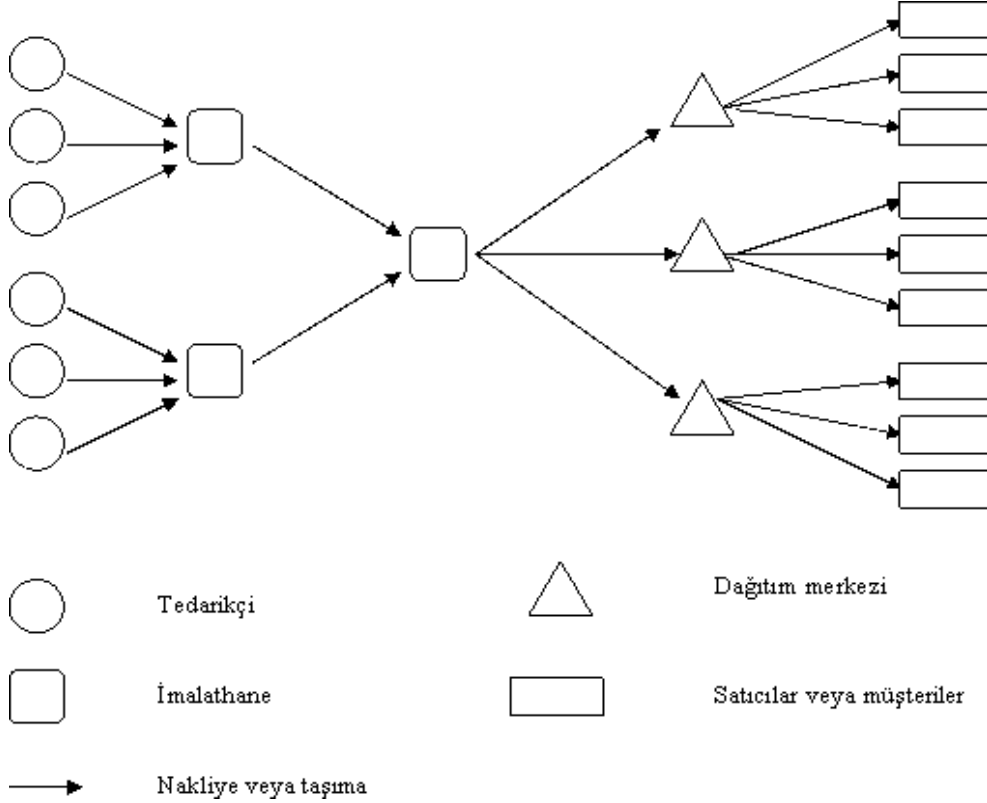 Tedarikçi
Dağıtım merkezi
İmalathane
Satıcılar veya müşteriler
Nakliye veya taşıma